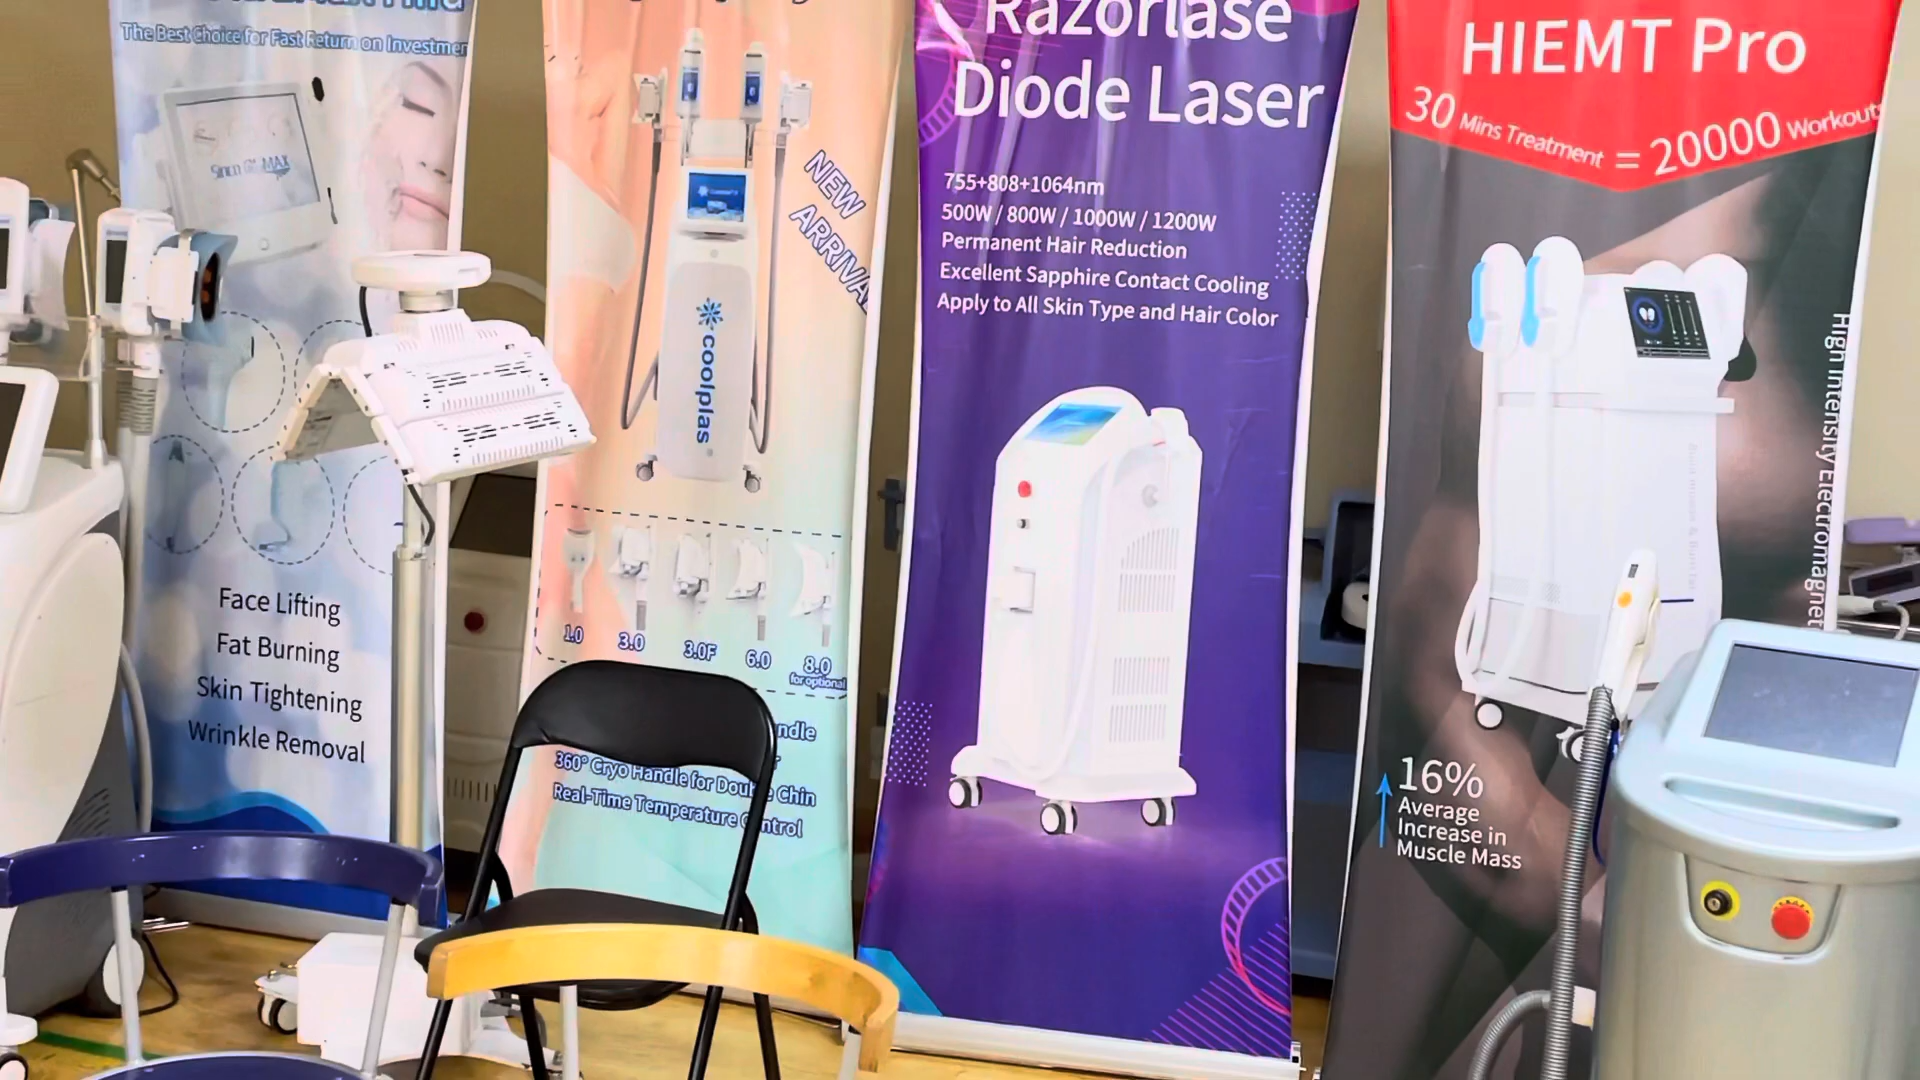 The Best Choice for Fast Return on Investmen
Face Lifting
Fat Burning
Skin Tightening
Wrinkle Removal
NEW
ARRIVAL
coolplas
1.0
3.0
3.0F
6.0
8.0
for optional
ndle
360° Cryo Handle for Double Chin
Real-Time Temperature Control
Razorlase
Diode Laser
755+808+1064nm
500W / 800W / 1000W / 1200W
Permanent Hair Reduction
Excellent Sapphire Contact Cooling
Apply to All Skin Type and Hair Color
HIEMT Pro
30 Mins Treatment = 20000 Workouts
High Intensity Electromagnet
16%
Average
Increase in
Muscle Mass